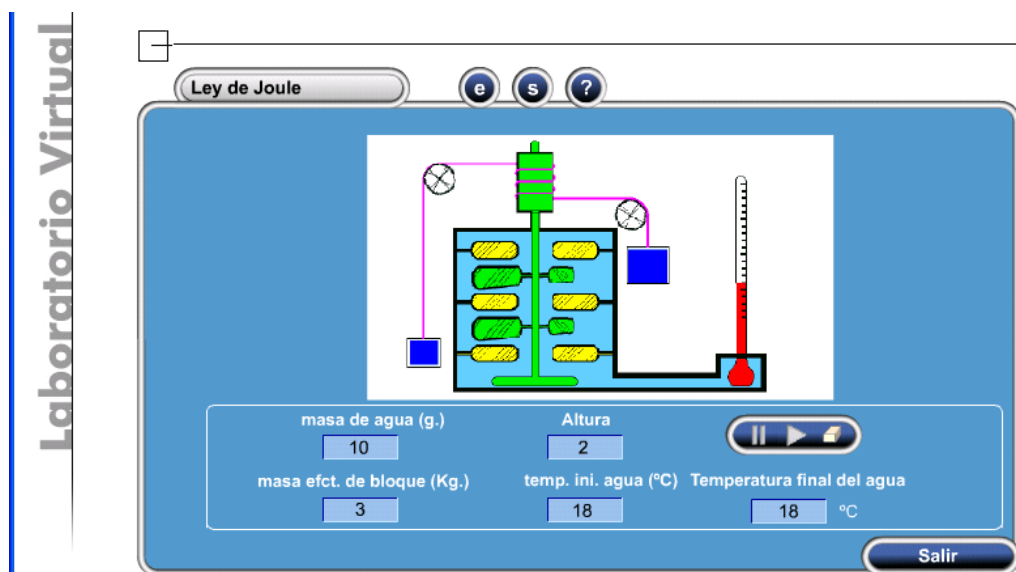 Laboratorio Virtual
Ley de Joule
e s ?
masa de agua (g.) Altura
10 2
masa efct. de bloque (Kg.) temp. ini. agua (ºC) Temperatura final del agua
3 18 18 ºC
Salir